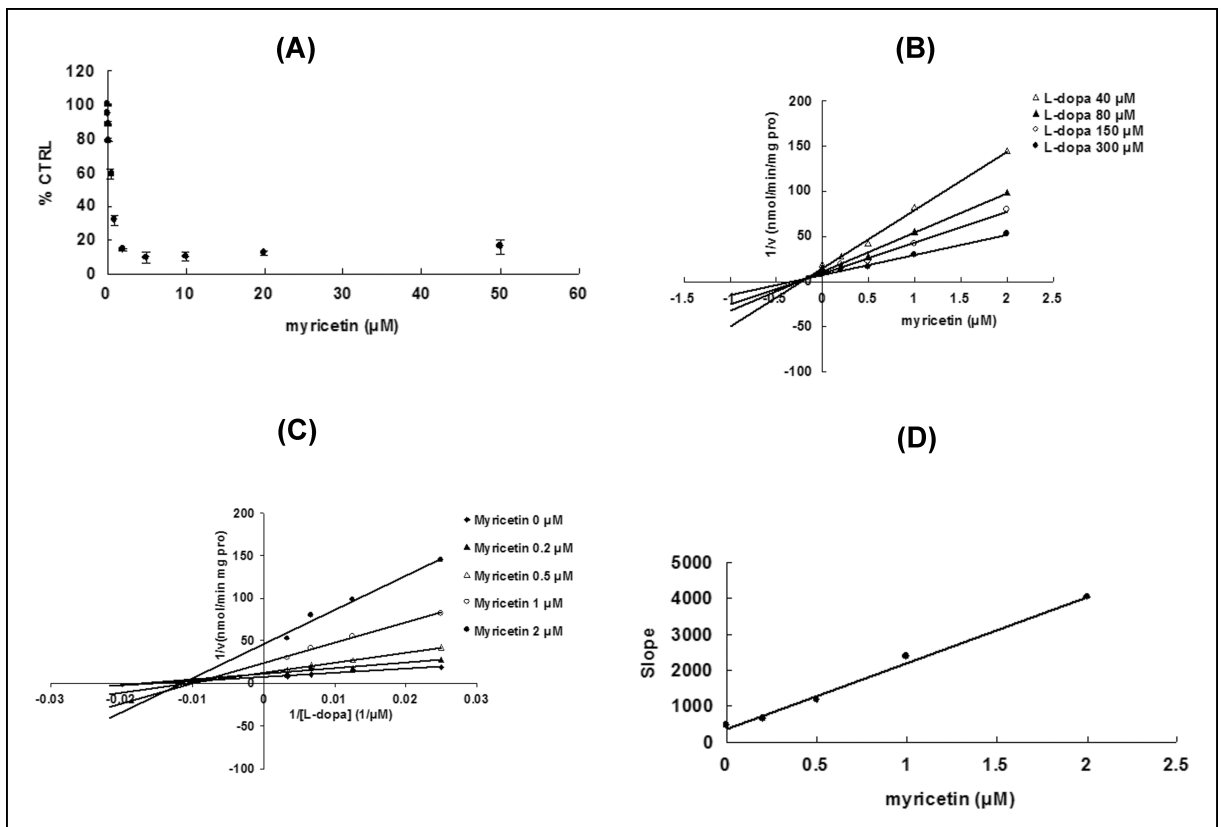 (A)
120
100
80
60
40
20
0
% CTRL
0 10 20 30 40 50 60
myricetin (µM)
(B)
200
150
100
50
0
-50
-100
1/v (nmol/min/mg pro)
-1.5 -1 -0.5 0 0.5 1 1.5 2 2.5
myricetin (µM)
L-dopa 40 µM
L-dopa 80 µM
L-dopa 150 µM
L-dopa 300 µM
(C)
200
150
100
50
0
-50
-100
1/v(nmol/min mg pro)
-0.03 -0.02 -0.01 0 0.01 0.02 0.03
1/[L-dopa] (1/µM)
Myricetin 0 µM
Myricetin 0.2 µM
Myricetin 0.5 µM
Myricetin 1 µM
Myricetin 2 µM
(D)
5000
4000
3000
2000
1000
0
Slope
0 0.5 1 1.5 2 2.5
myricetin (µM)